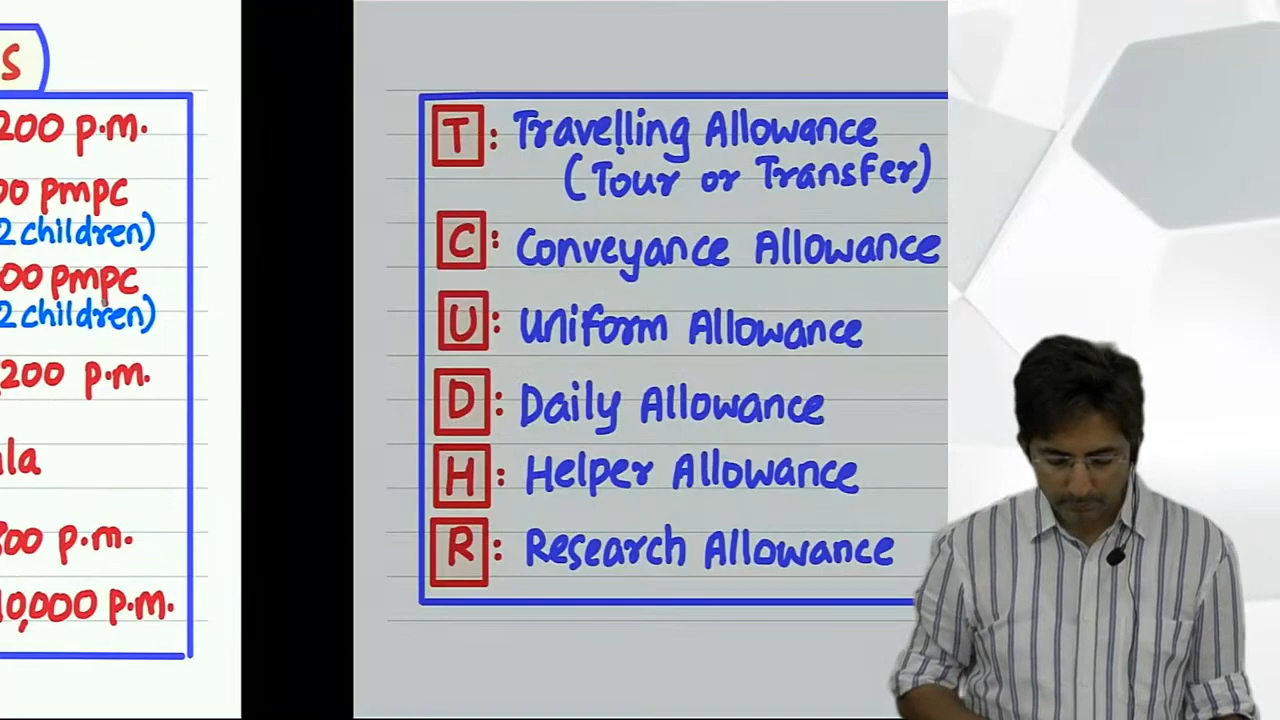 S
200 p.m.
00 pmpc
2 children)
00 pmpc
2 children)
,200 p.m.
la
800 p.m.
10,000 p.m.
T : Travelling Allowance
(Tour or Transfer)
C : Conveyance Allowance
U : Uniform Allowance
D : Daily Allowance
H : Helper Allowance
R : Research Allowance